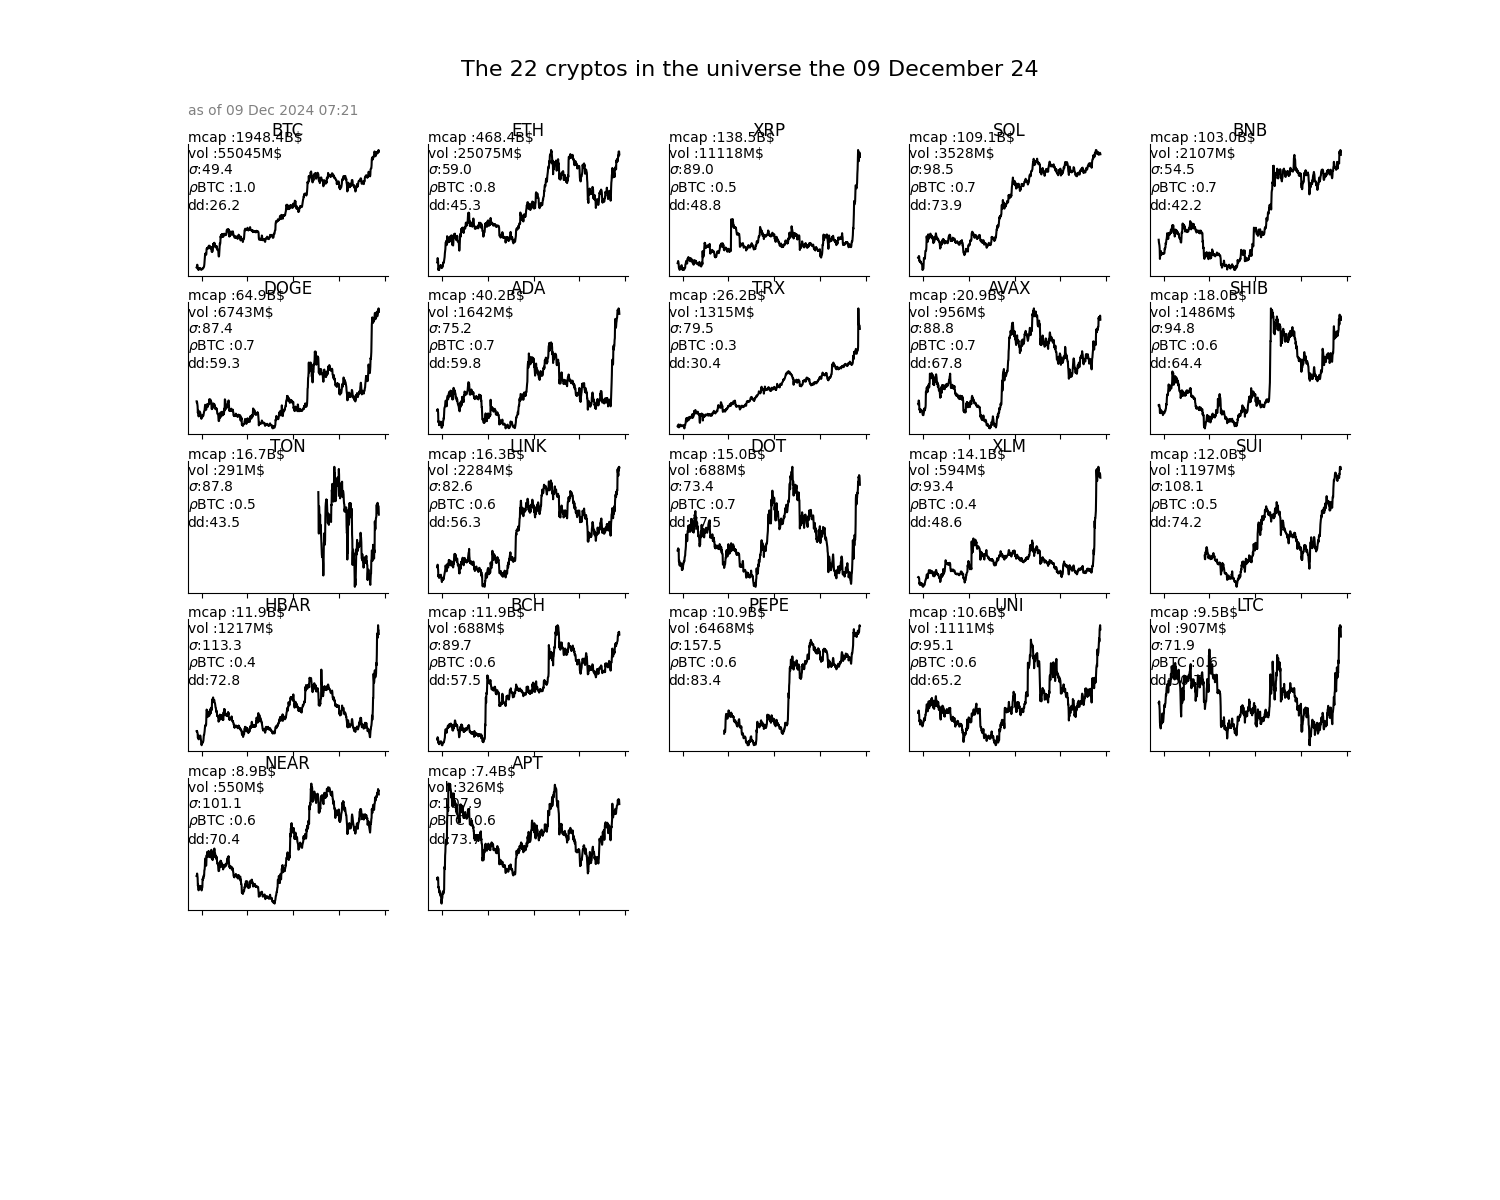 The 22 cryptos in the universe the 09 December 24
as of 09 Dec 2024 07:21
BTC
mcap :1948.4B$
vol :55045M$
σ:49.4
ρBTC :1.0
dd:26.2
ETH
mcap :468.4B$
vol :25075M$
σ:59.0
ρBTC :0.8
dd:45.3
XRP
mcap :138.5B$
vol :11118M$
σ:89.0
ρBTC :0.5
dd:48.8
SOL
mcap :109.1B$
vol :3528M$
σ:98.5
ρBTC :0.7
dd:73.9
BNB
mcap :103.0B$
vol :2107M$
σ:54.5
ρBTC :0.7
dd:42.2
DOGE
mcap :64.9B$
vol :6743M$
σ:87.4
ρBTC :0.7
dd:59.3
ADA
mcap :40.2B$
vol :1642M$
σ:75.2
ρBTC :0.7
dd:59.8
TRX
mcap :26.2B$
vol :1315M$
σ:79.5
ρBTC :0.3
dd:30.4
AVAX
mcap :20.9B$
vol :956M$
σ:88.8
ρBTC :0.7
dd:67.8
SHIB
mcap :18.0B$
vol :1486M$
σ:94.8
ρBTC :0.6
dd:64.4
TON
mcap :16.7B$
vol :291M$
σ:87.8
ρBTC :0.5
dd:43.5
LINK
mcap :16.3B$
vol :2284M$
σ:82.6
ρBTC :0.6
dd:56.3
DOT
mcap :15.0B$
vol :688M$
σ:73.4
ρBTC :0.7
XLM
mcap :14.1B$
vol :594M$
σ:93.4
ρBTC :0.4
dd:48.6
SUI
mcap :12.0B$
vol :1197M$
σ:108.1
ρBTC :0.5
dd:74.2
HBAR
mcap :11.9B$
vol :1217M$
σ:113.3
ρBTC :0.4
dd:72.8
BCH
mcap :11.9B$
vol :688M$
σ:89.7
ρBTC :0.6
dd:57.5
PEPE
mcap :10.9B$
vol :6468M$
σ:157.5
ρBTC :0.6
dd:83.4
UNI
mcap :10.6B$
vol :1111M$
σ:95.1
ρBTC :0.6
dd:65.2
LTC
mcap :9.5B$
vol :907M$
σ:71.9
ρBTC :0.6
NEAR
mcap :8.9B$
vol :550M$
σ:101.1
ρBTC :0.6
dd:70.4
APT
mcap :7.4B$
vol :326M$
σ:107.9
ρBTC :0.6